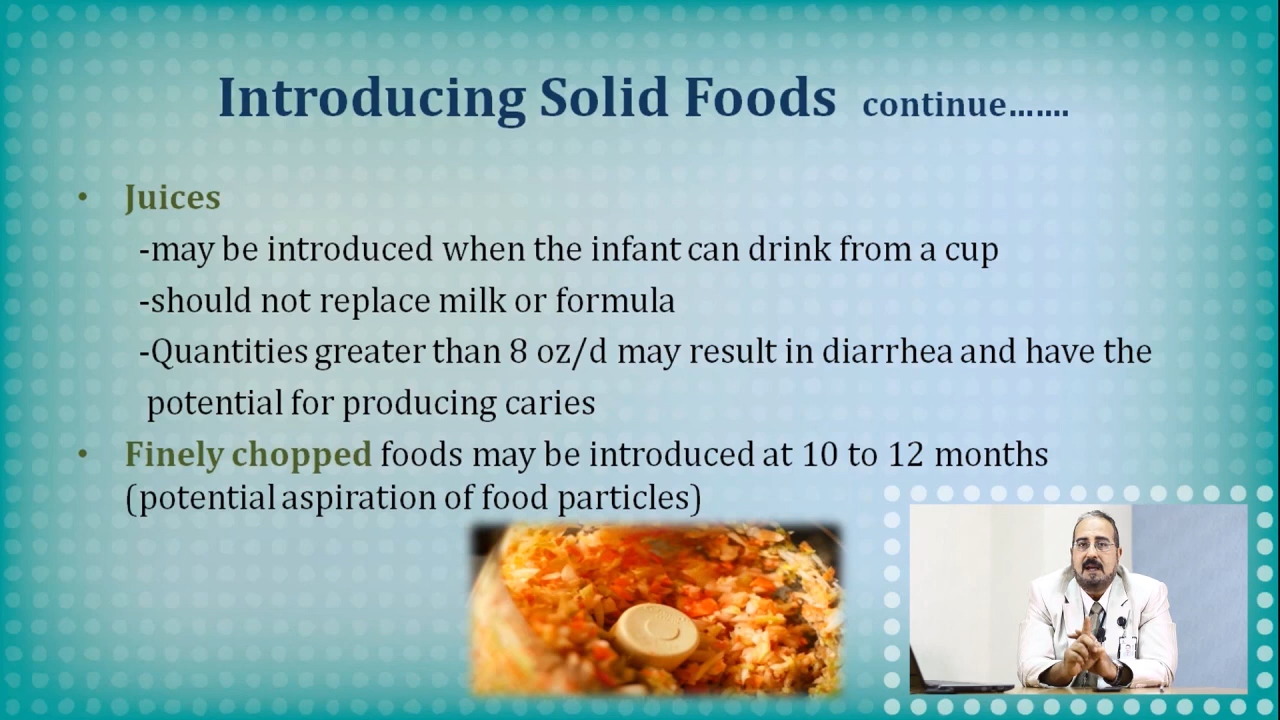 Introducing Solid Foods continue.......
• Juices
-may be introduced when the infant can drink from a cup
-should not replace milk or formula
-Quantities greater than 8 oz/d may result in diarrhea and have the
potential for producing caries
• Finely chopped foods may be introduced at 10 to 12 months
(potential aspiration of food particles)